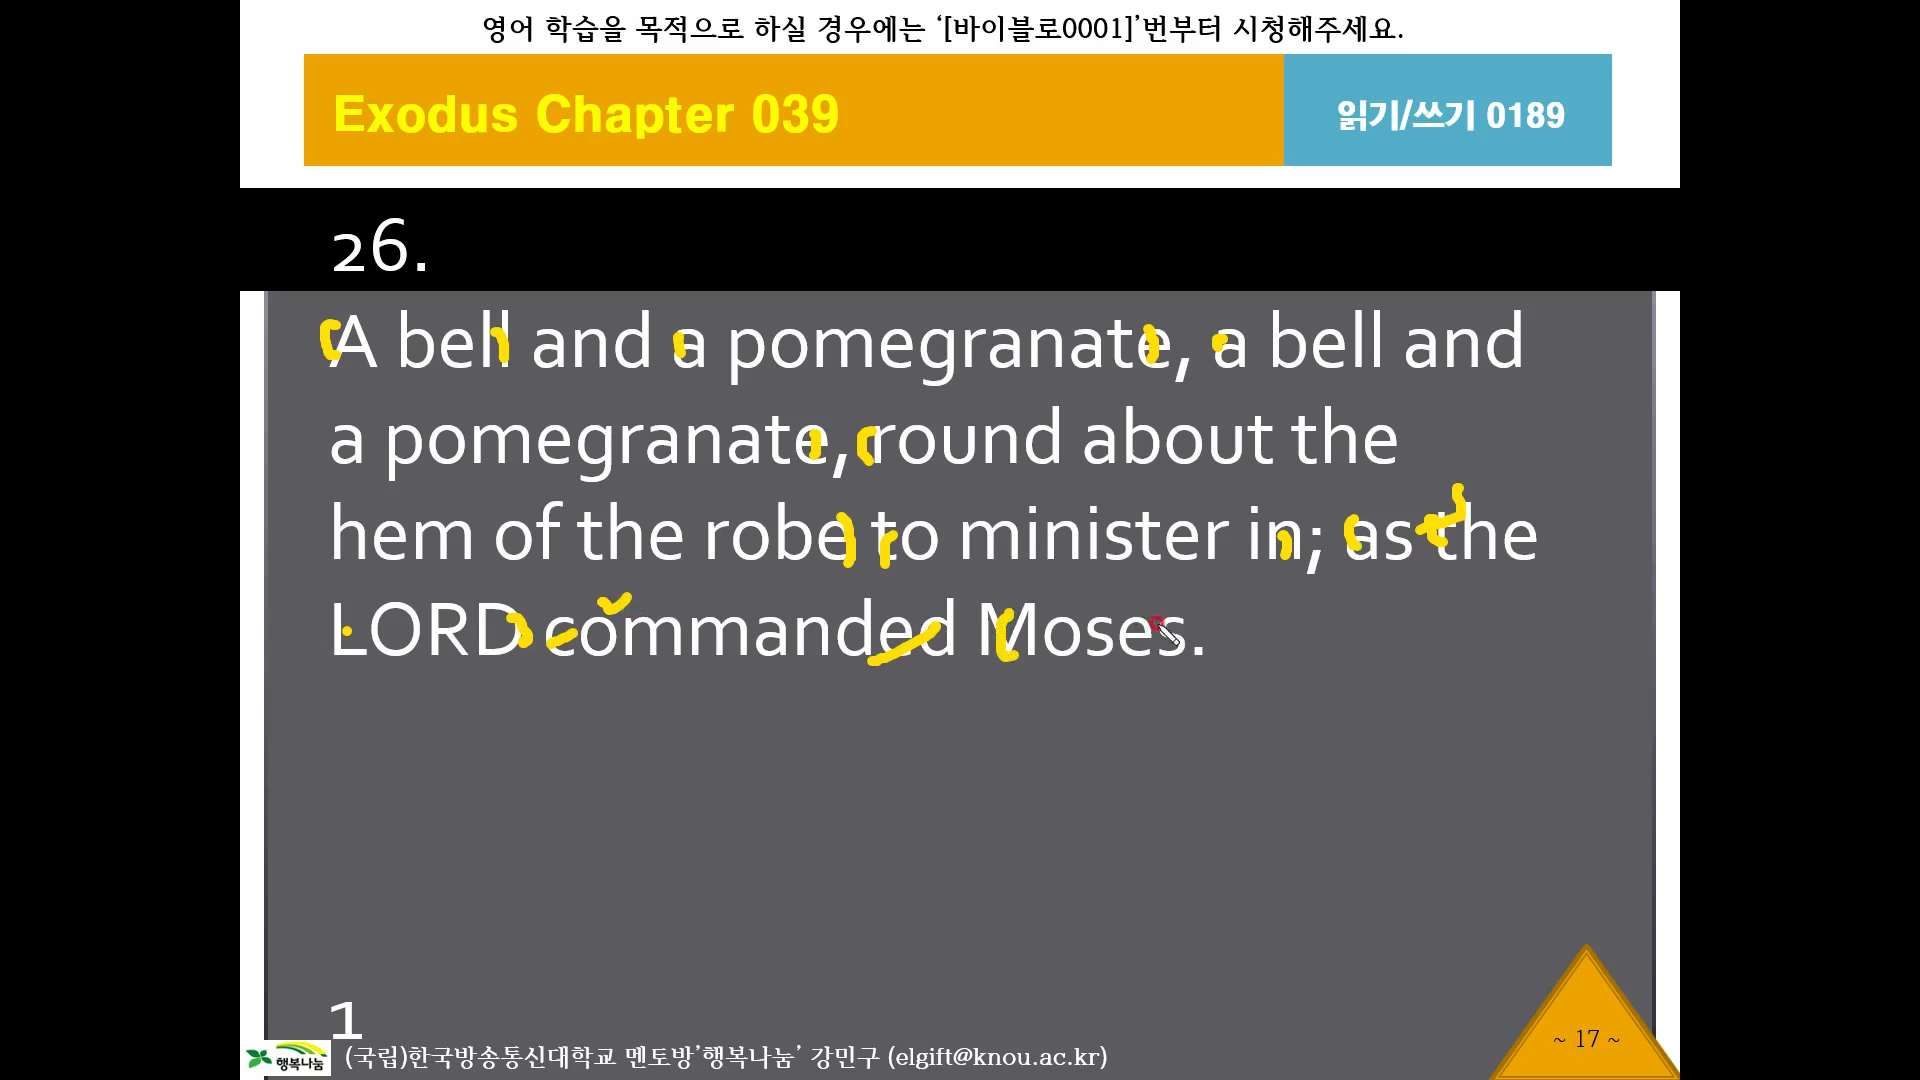 영어 학습을 목적으로 하실 경우에는 ‘[바이블로0001]’번부터 시청해주세요.
Exodus Chapter 039
읽기/쓰기 0189
26.
A bell and a pomegranate, a bell and
a pomegranate, round about the
hem of the robe to minister in; as the
LORD commanded Moses.
1
~ 17 ~
행복나눔
(국립)한국방송통신대학교 멘토방’행복나눔’ 강민구 (elgift@knou.ac.kr)